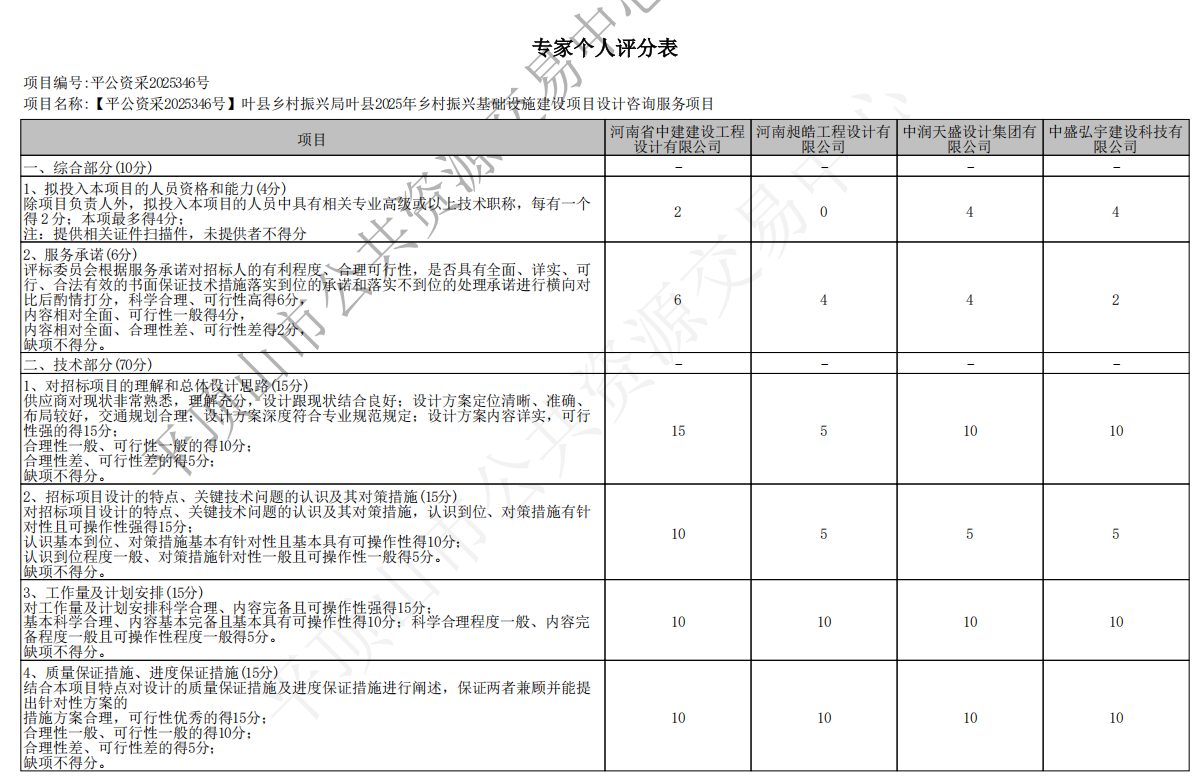 专家个人评分表
项目编号:平公资采2025346号
项目名称:【平公资采2025346号】叶县乡村振兴局叶县2025年乡村振兴基础设施建设项目设计咨询服务项目
项目
河南省中建建设工程
设计有限公司
河南昶皓工程设计有
限公司
中润天盛设计集团有
限公司
中盛弘宇建设科技有
限公司
一、综合部分(10分)
— — — —
1、拟投入本项目的人员资格和能力(4分)
除项目负责人外，拟投入本项目的人员中具有相关专业高级或以上技术职称，每有一个
得２分；本项最多得4分；
注：提供相关证件扫描件，未提供者不得分
2 0 4 4
2、服务承诺(6分)
评标委员会根据服务承诺对招标人的有利程度、合理可行性，是否具有全面、详实、可
行、合法有效的书面保证技术措施落实到位的承诺和落实不到位的处理承诺进行横向对
比后酌情打分，科学合理、可行性高得6分，
内容相对全面、可行性一般得4分，
内容相对全面、合理性差、可行性差得2分，
缺项不得分。
6 4 4 2
二、技术部分(70分)
— — — —
1、对招标项目的理解和总体设计思路(15分)
供应商对现状非常熟悉，理解充分，设计跟现状结合良好；设计方案定位清晰、准确、
布局较好，交通规划合理；设计方案深度符合专业规范规定；设计方案内容详实，可行
性强的得15分；
合理性一般、可行性一般的得10分；
合理性差、可行性差的得5分；
缺项不得分。
15 5 10 10
2、招标项目设计的特点、关键技术问题的认识及其对策措施(15分)
对招标项目设计的特点、关键技术问题的认识及其对策措施，认识到位、对策措施有针
对性且可操作性强得15分；
认识基本到位、对策措施基本有针对性且基本具有可操作性得10分；
认识到位程度一般、对策措施针对性一般且可操作性一般得5分。
缺项不得分。
10 5 5 5
3、工作量及计划安排(15分)
对工作量及计划安排科学合理、内容完备且可操作性强得15分；
基本科学合理、内容基本完备且基本具有可操作性得10分；科学合理程度一般、内容完
备程度一般且可操作性程度一般得5分。
缺项不得分。
10 10 10 10
4、质量保证措施、进度保证措施(15分)
结合本项目特点对设计的质量保证措施及进度保证措施进行阐述，保证两者兼顾并能提
出针对性方案的
措施方案合理，可行性优秀的得15分；
合理性一般、可行性一般的得10分；
合理性差、可行性差的得5分；
缺项不得分。
10 10 10 10
平顶山市公共资源交易中心
平顶山市公共资源交易中心